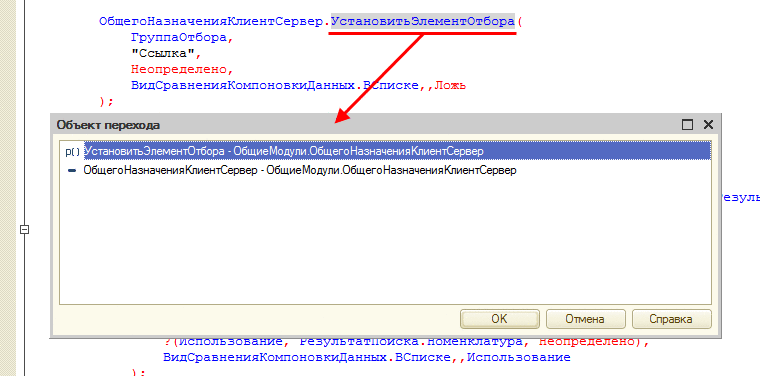 ОбщегоНазначенияКлиентСервер.УстановитьЭлементОтбора(
ГруппаОтбора,
"Ссылка",
Неопределено,
ВидСравненияКомпоновкиДанных.ВСписке,,Ложь
);
Объект перехода
p() УстановитьЭлементОтбора - ОбщиеМодули.ОбщегоНазначенияКлиентСервер
ОбщегоНазначенияКлиентСервер - ОбщиеМодули.ОбщегоНазначенияКлиентСервер
OK Отмена Справка
?(Использование, РезультатПоиска.Номенклатура, Неопределено),
ВидСравненияКомпоновкиДанных.ВСписке,,Использование
);